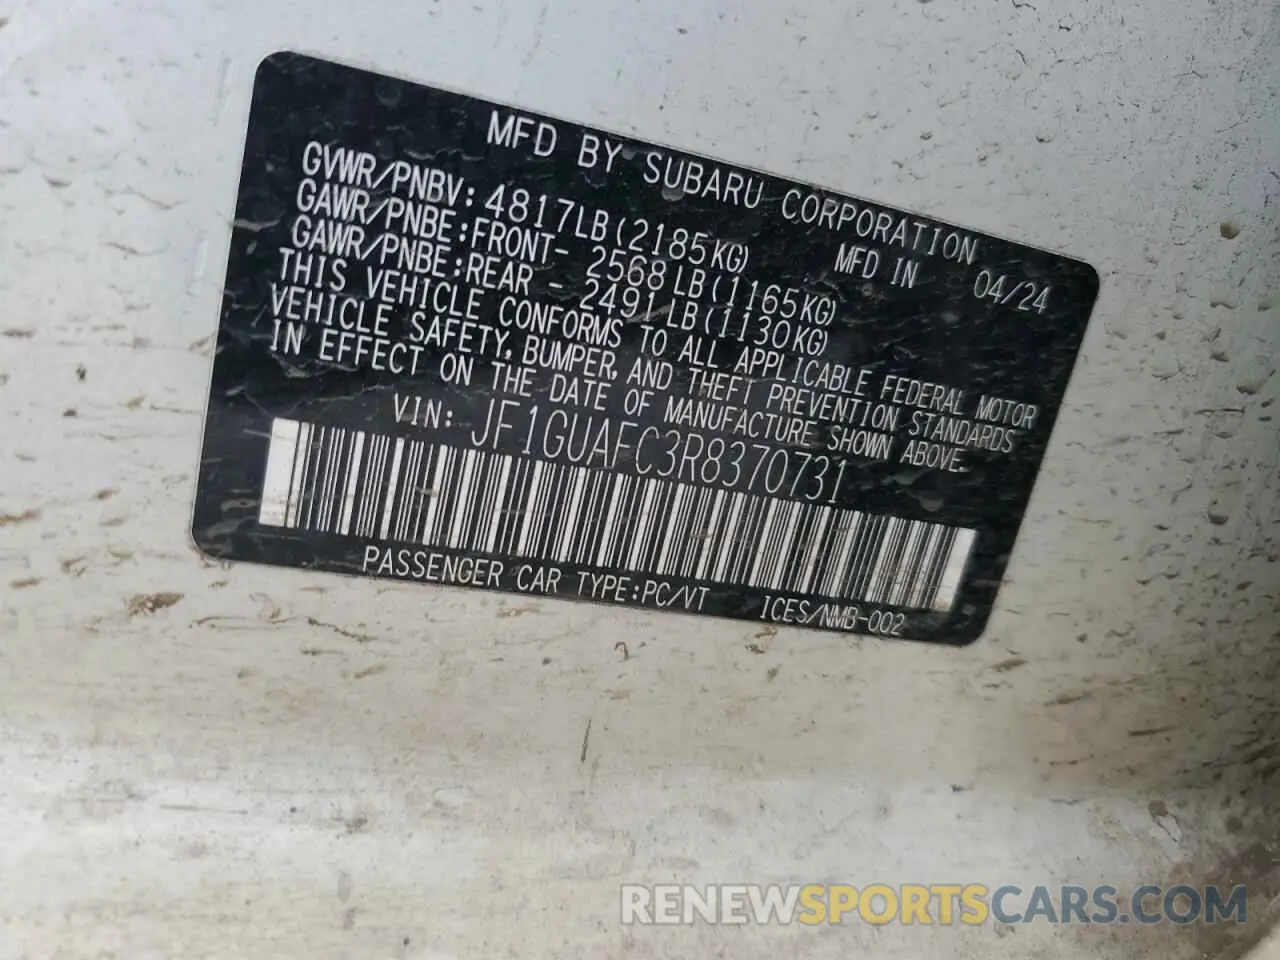 MFD BY SUBARU CORPORATION
MFD IN 04/24
GVWR/PNBV: 4817LB (2185KG)
GAWR/PNBE:FRONT- 2568LB (1165KG)
GAWR/PNBE:REAR - 2491LB (1130KG)
THIS VEHICLE CONFORMS TO ALL APPLICABLE FEDERAL MOTOR
VEHICLE SAFETY, BUMPER, AND THEFT PREVENTION STANDARDS
IN EFFECT ON THE DATE OF MANUFACTURE SHOWN ABOVE.
VIN: JF1GUAFC3R8370731
PASSENGER CAR TYPE:PC/VT ICES/NMB-002
RENEWSPORTSCARS.COM